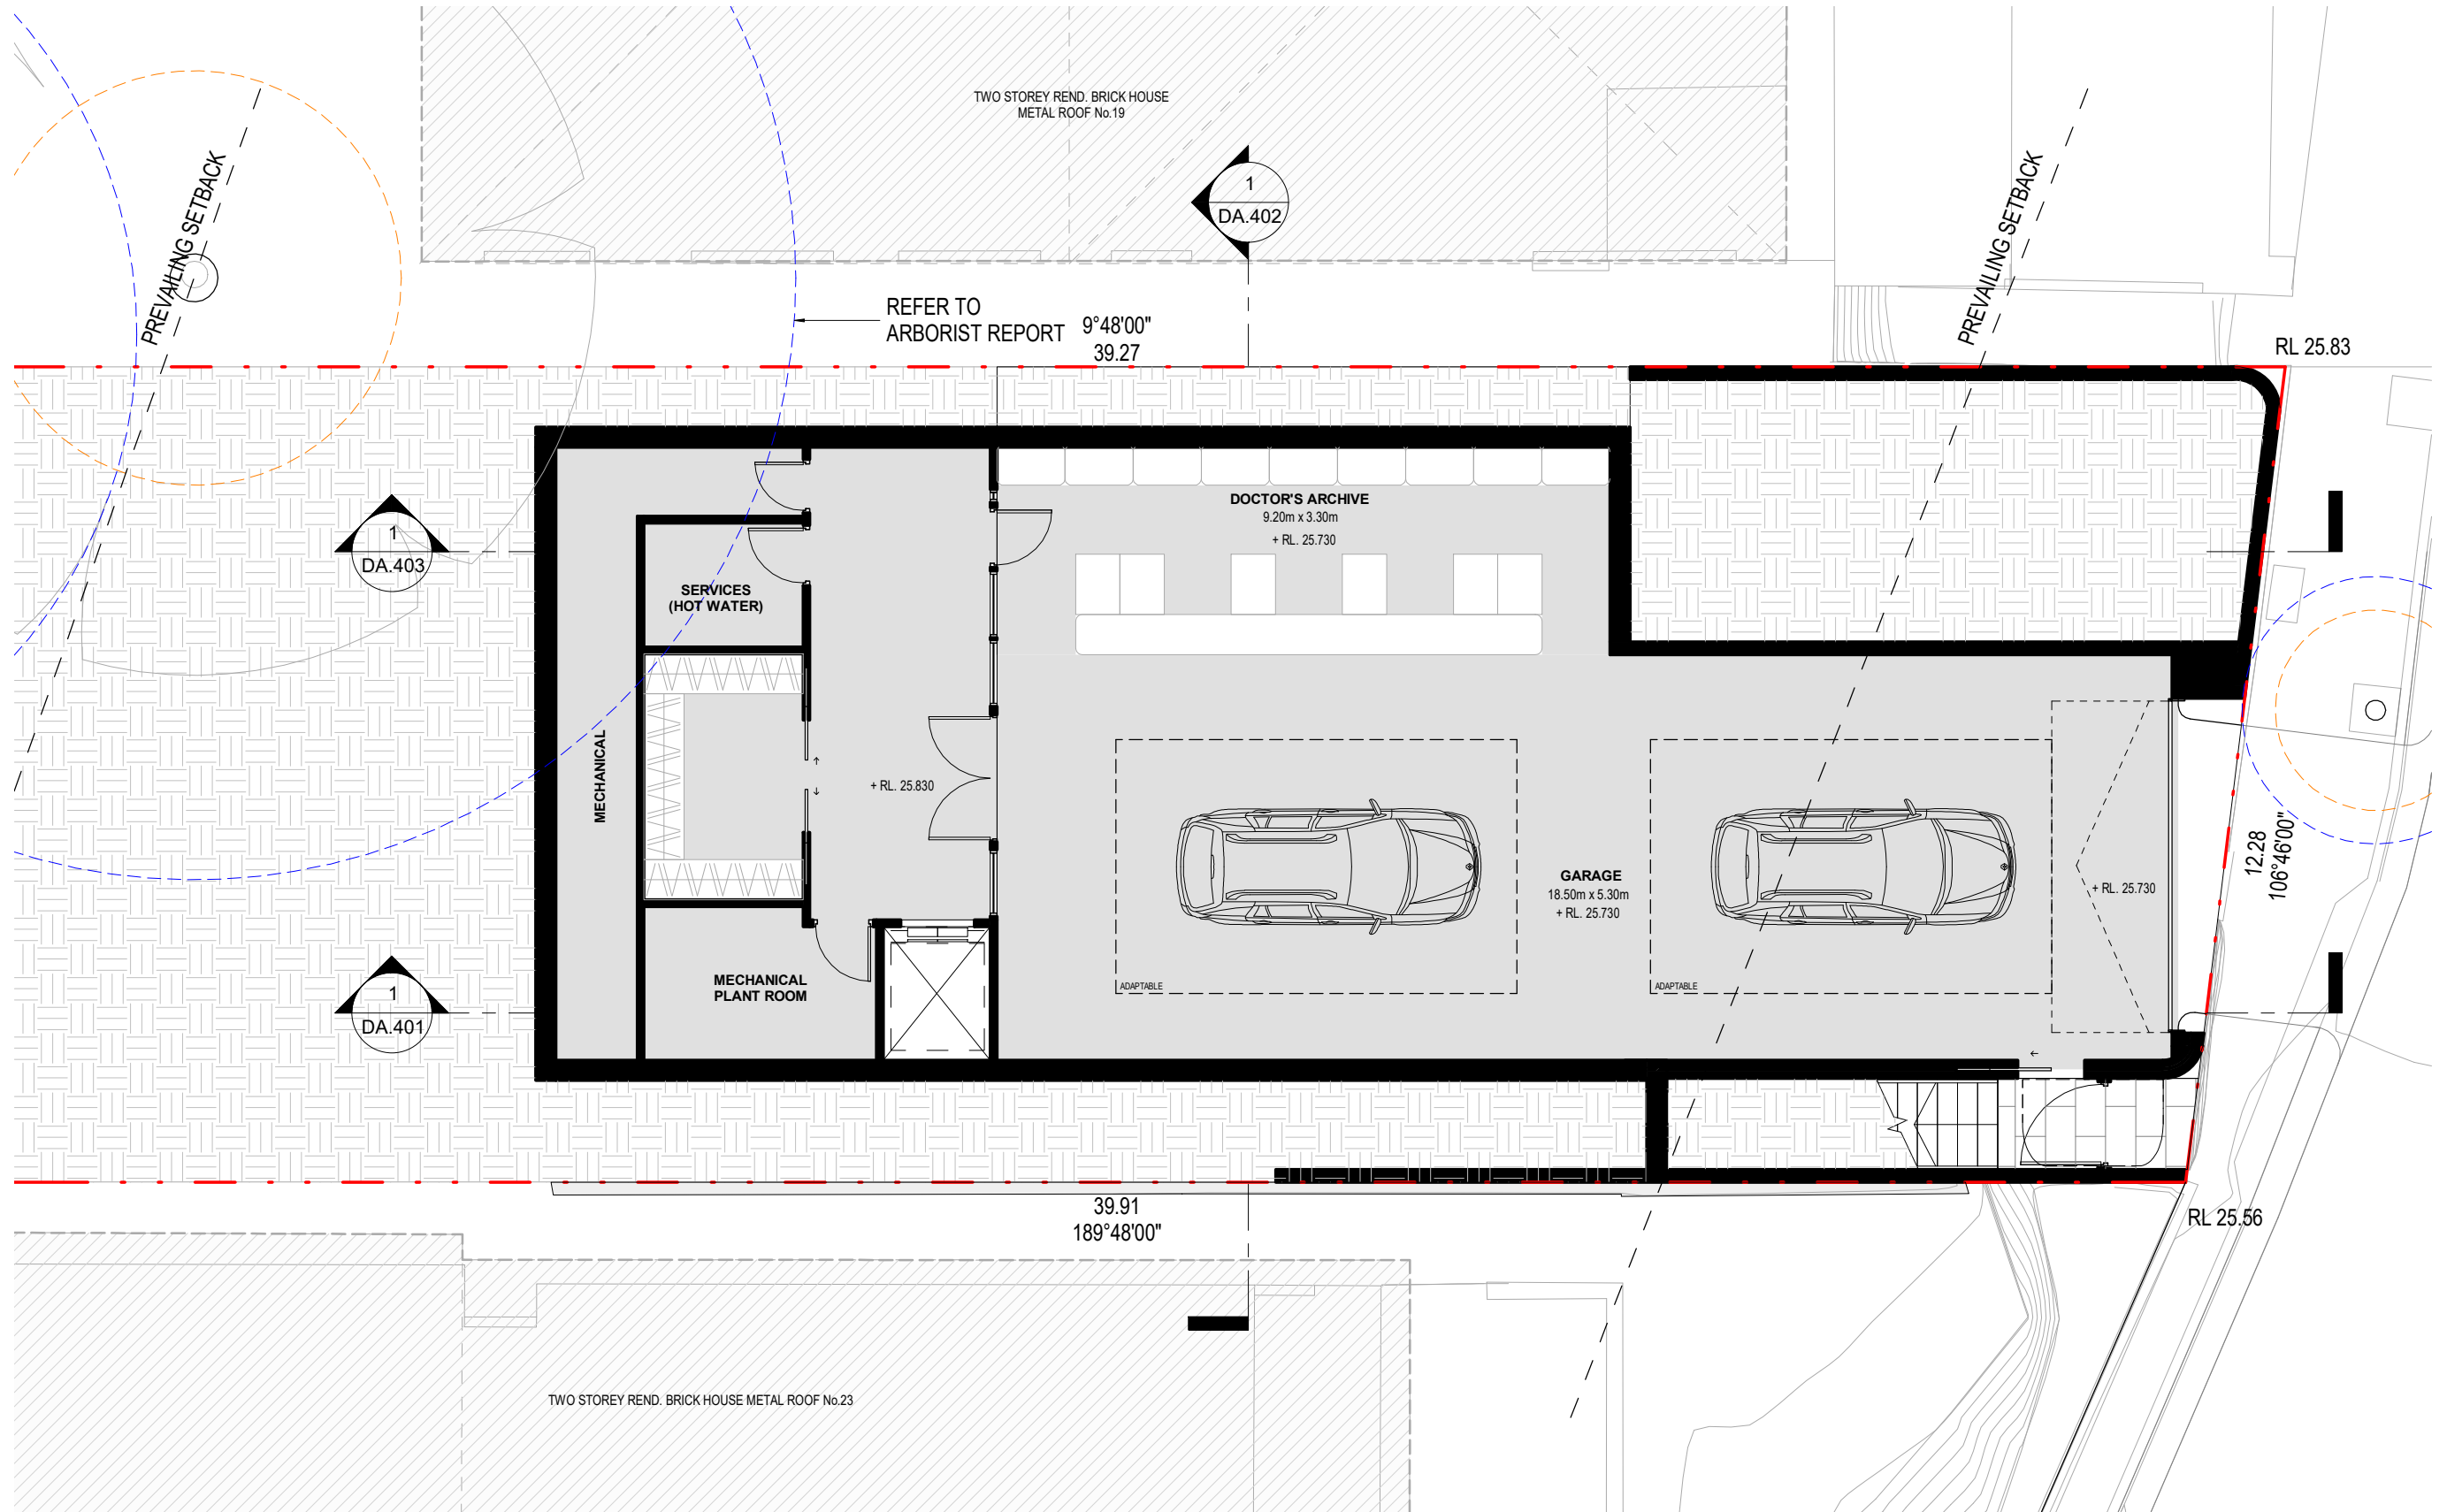 TWO STOREY REND. BRICK HOUSE
METAL ROOF No.19
PREVAILING SETBACK
1
DA.402
PREVAILING SETBACK
REFER TO
ARBORIST REPORT
9°48'00"
39.27
RL 25.83
DOCTOR'S ARCHIVE
9.20m x 3.30m
+ RL. 25.730
1
DA.403
SERVICES
(HOT WATER)
MECHANICAL
+ RL. 25.830
GARAGE
18.50m x 5.30m
+ RL. 25.730
+ RL. 25.730
12.28
106°46'00"
MECHANICAL
PLANT ROOM
ADAPTABLE
ADAPTABLE
1
DA.401
39.91
189°48'00"
RL 25.56
TWO STOREY REND. BRICK HOUSE METAL ROOF No.23